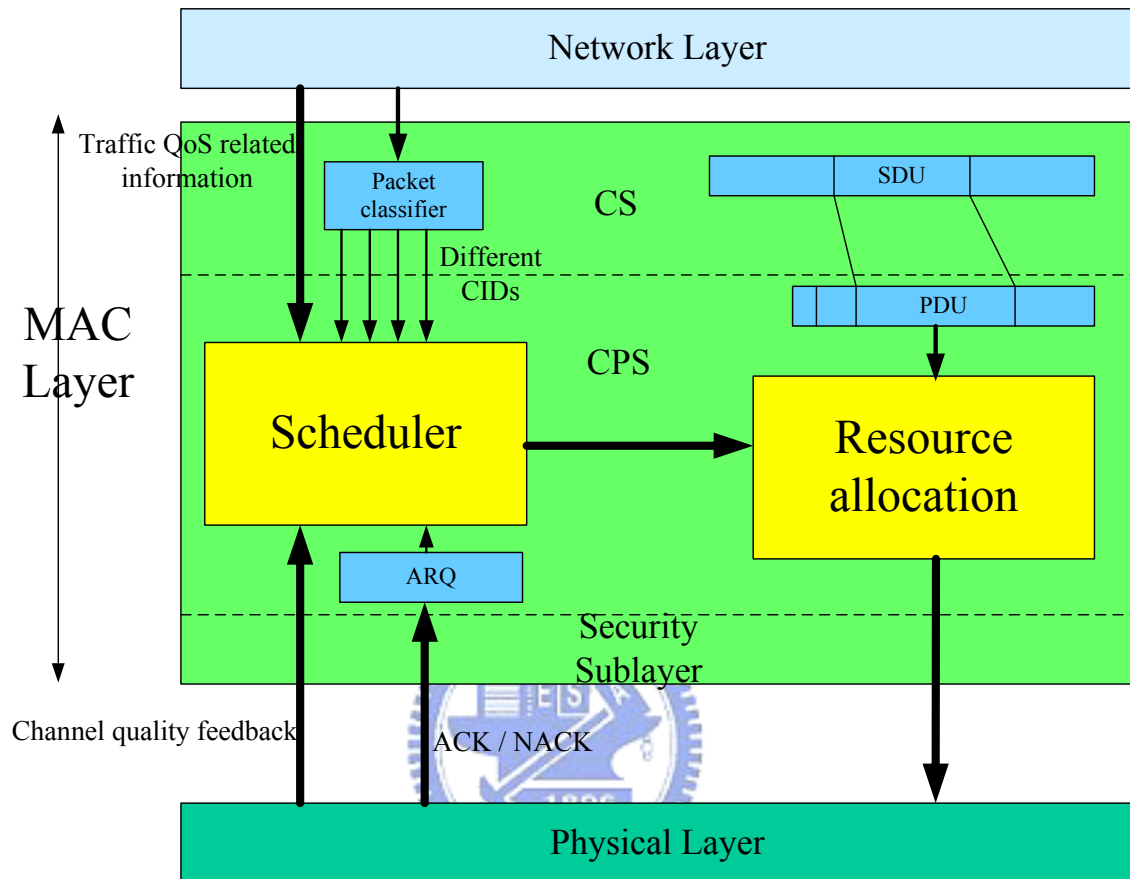 Network Layer
Traffic QoS related
information
Packet
classifier
CS
SDU
Different
CIDs
PDU
MAC
Layer
CPS
Scheduler
Resource
allocation
ARQ
Security
Sublayer
Channel quality feedback
ACK / NACK
E S A
1896
Physical Layer